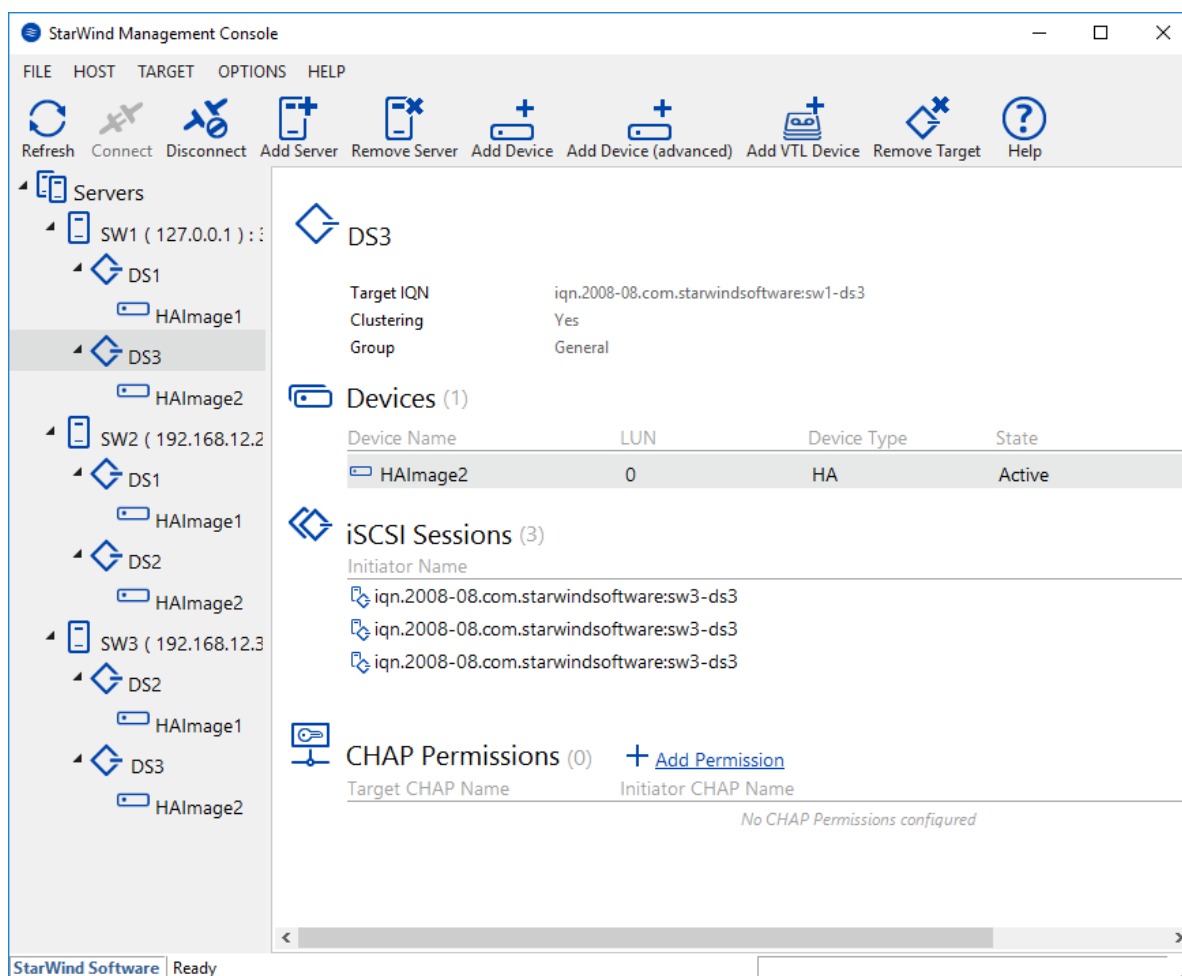 StarWind Management Console
FILE HOST TARGET OPTIONS HELP
Refresh Connect Disconnect Add Server Remove Server Add Device Add Device (advanced) Add VTL Device Remove Target Help
Servers
SW1 ( 127.0.0.1 ) : 3
DS1
HAImage1
DS3
HAImage2
SW2 ( 192.168.12.2
DS1
HAImage1
DS2
HAImage2
SW3 ( 192.168.12.3
DS2
HAImage1
DS3
HAImage2
DS3
Target IQN iqn.2008-08.com.starwindsoftware:sw1-ds3
Clustering Yes
Group General
Devices (1)
Device Name LUN Device Type State
HAImage2 0 HA Active
iSCSI Sessions (3)
Initiator Name
iqn.2008-08.com.starwindsoftware:sw3-ds3
iqn.2008-08.com.starwindsoftware:sw3-ds3
iqn.2008-08.com.starwindsoftware:sw3-ds3
CHAP Permissions (0) Add Permission
Target CHAP Name Initiator CHAP Name
No CHAP Permissions configured
StarWind Software Ready